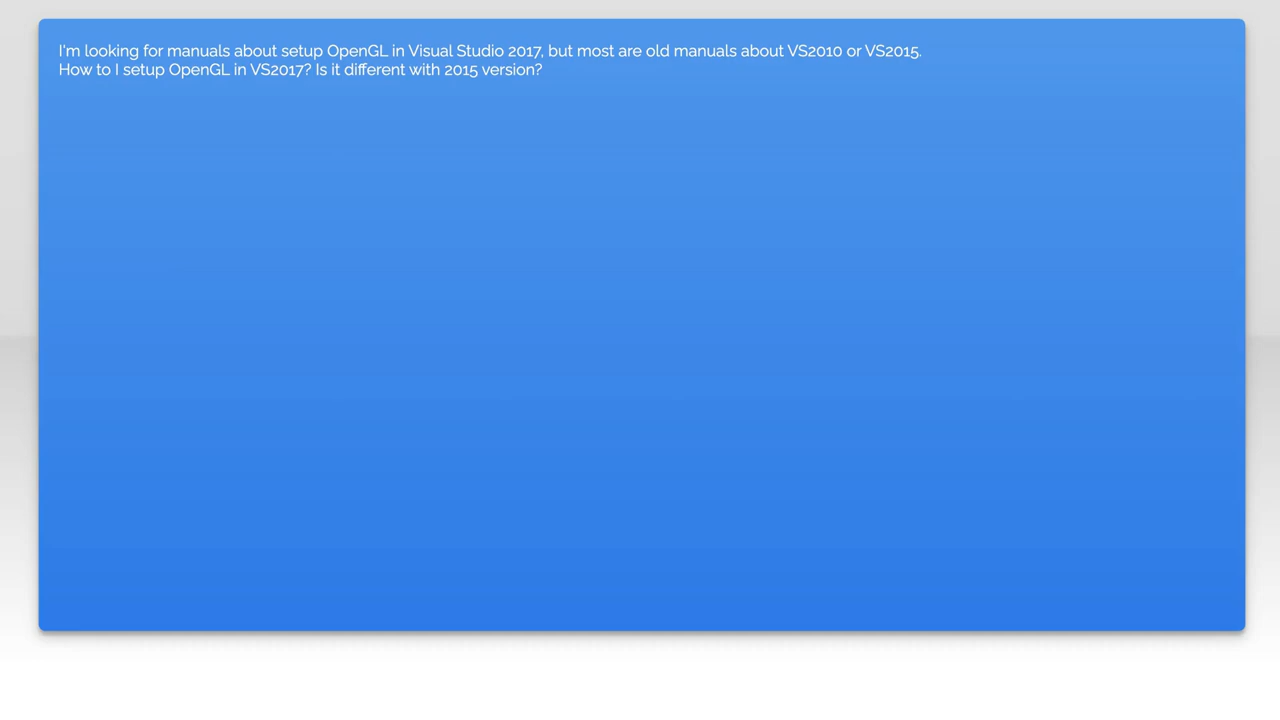 I'm looking for manuals about setup OpenGL in Visual Studio 2017, but most are old manuals about VS2010 or VS2015.
How to I setup OpenGL in VS2017? Is it different with 2015 version?